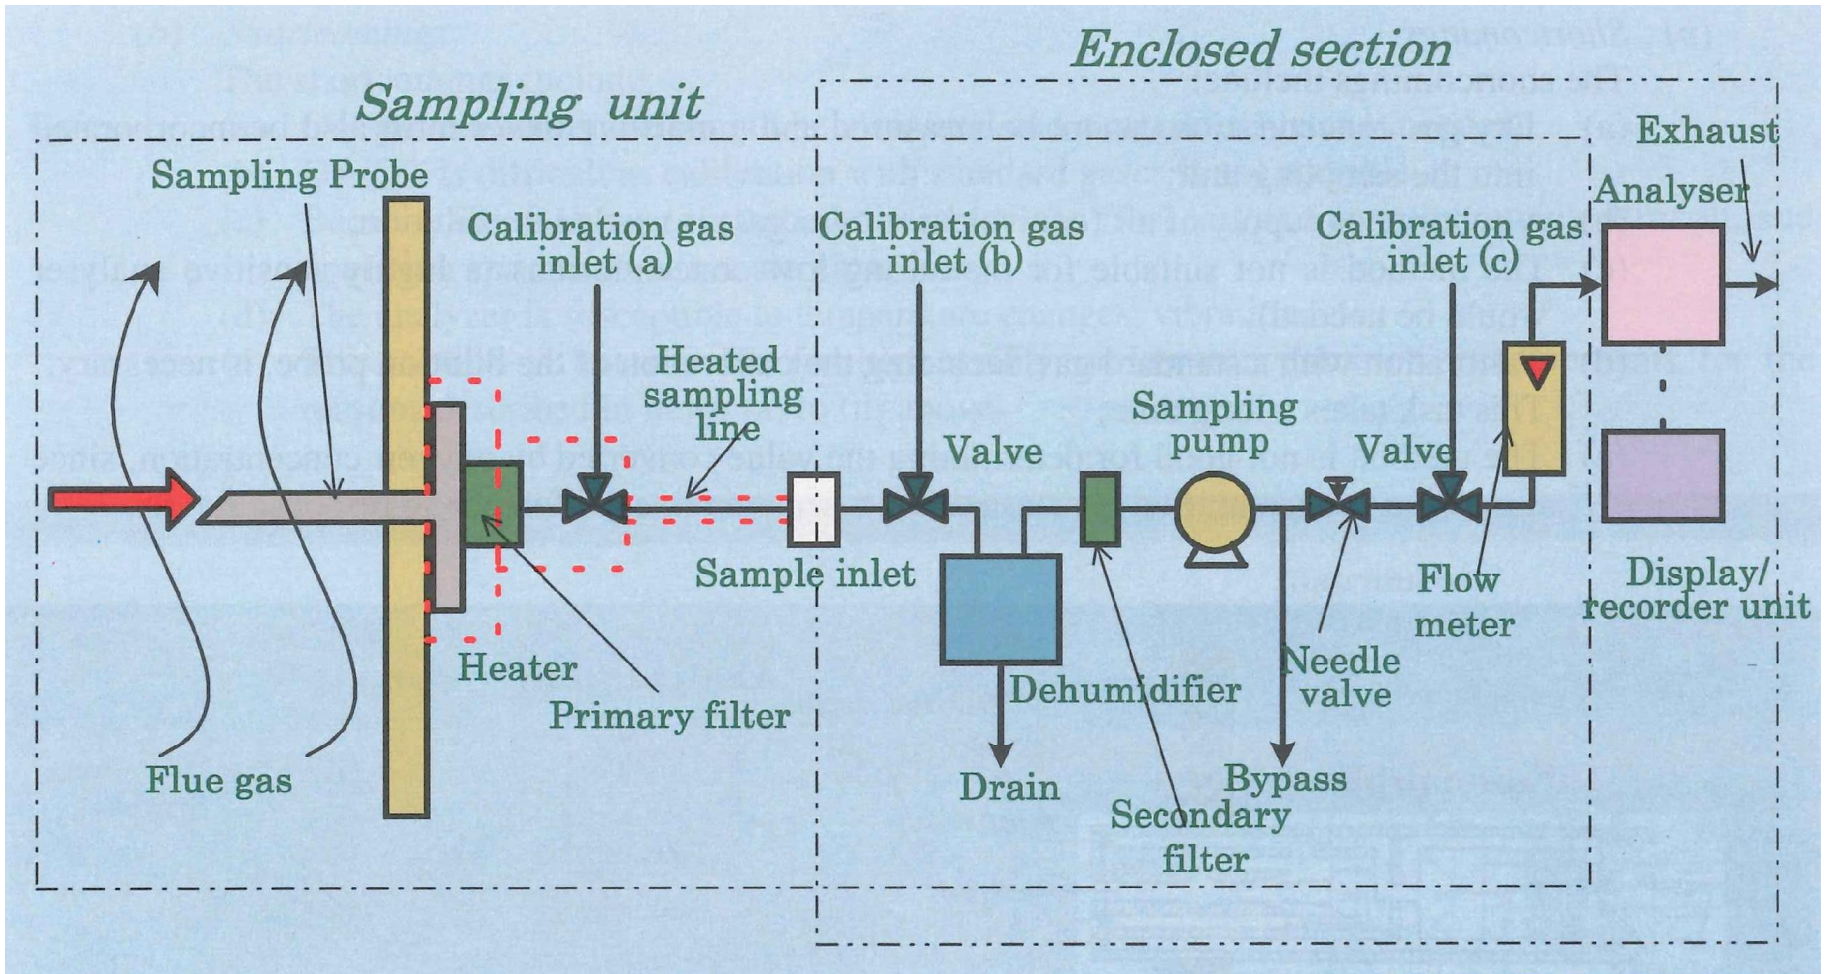 Enclosed section
Sampling unit
Exhaust
Sampling Probe
Analyser
Calibration gas
inlet (a)
Calibration gas
inlet (b)
Calibration gas
inlet (c)
Heated
sampling
line
Sampling
pump
Valve
Valve
Sample inlet
Flow
meter
Display/
recorder unit
Heater
Needle
valve
Dehumidifier
Primary filter
Flue gas
Drain
Bypass
Secondary
filter